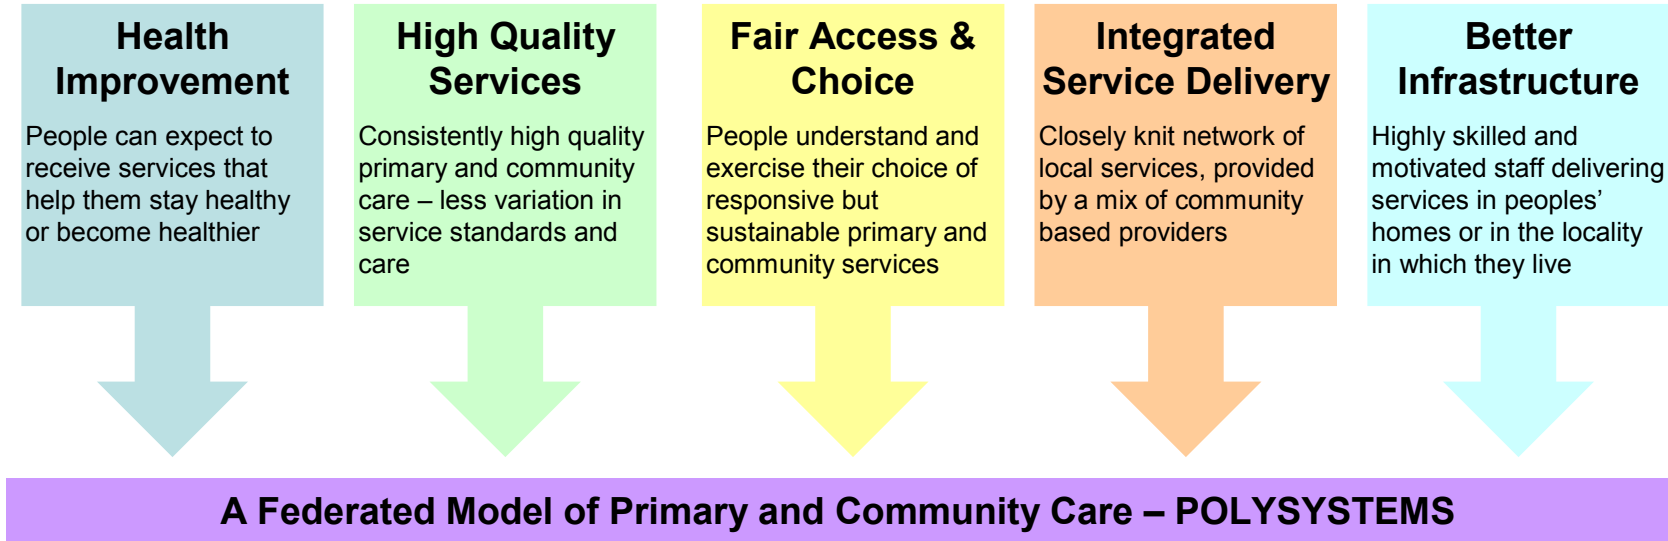 Health
Improvement
People can expect to
receive services that
help them stay healthy
or become healthier
High Quality
Services
Consistently high quality
primary and community
care – less variation in
service standards and
care
Fair Access &
Choice
People understand and
exercise their choice of
responsive but
sustainable primary and
community services
Integrated
Service Delivery
Closely knit network of
local services, provided
by a mix of community
based providers
Better
Infrastructure
Highly skilled and
motivated staff delivering
services in peoples’
homes or in the locality
in which they live
A Federated Model of Primary and Community Care – POLYSYSTEMS